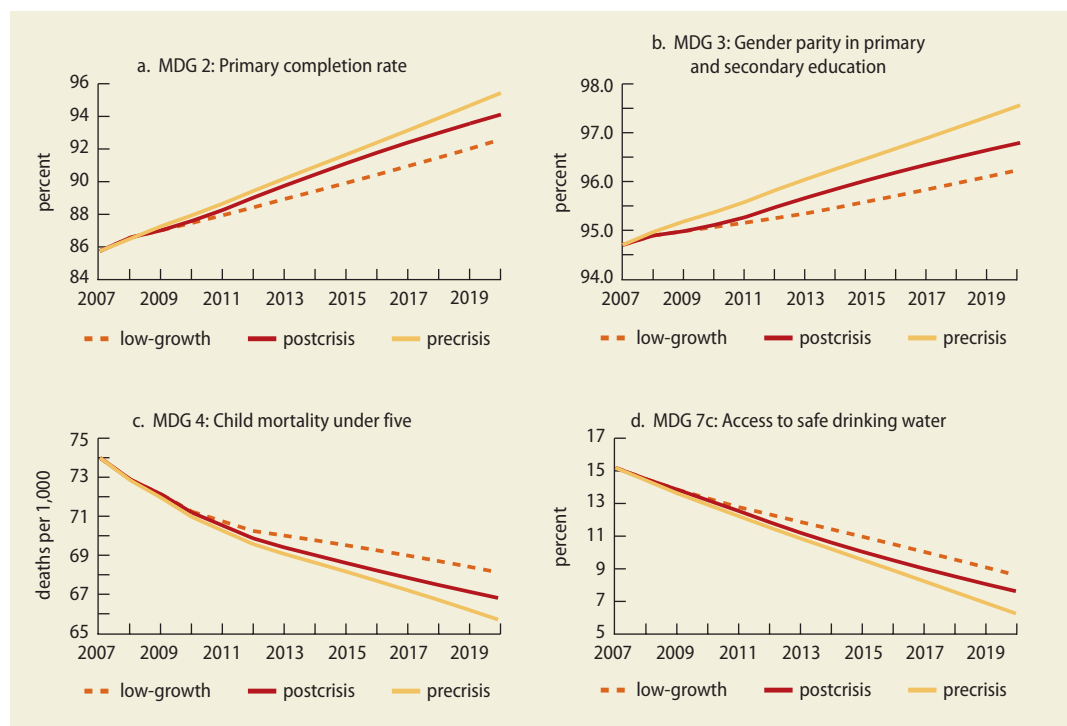 a. MDG 2: Primary completion rate
96
94
92
90
88
86
84
percent
2007 2009 2011 2013 2015 2017 2019
low-growth postcrisis precrisis
b. MDG 3: Gender parity in primary
and secondary education
98.0
97.0
96.0
95.0
94.0
percent
2007 2009 2011 2013 2015 2017 2019
low-growth postcrisis precrisis
c. MDG 4: Child mortality under five
75
73
71
69
67
65
deaths per 1,000
2007 2009 2011 2013 2015 2017 2019
low-growth postcrisis precrisis
d. MDG 7c: Access to safe drinking water
17
15
13
11
9
7
5
percent
2007 2009 2011 2013 2015 2017 2019
low-growth postcrisis precrisis